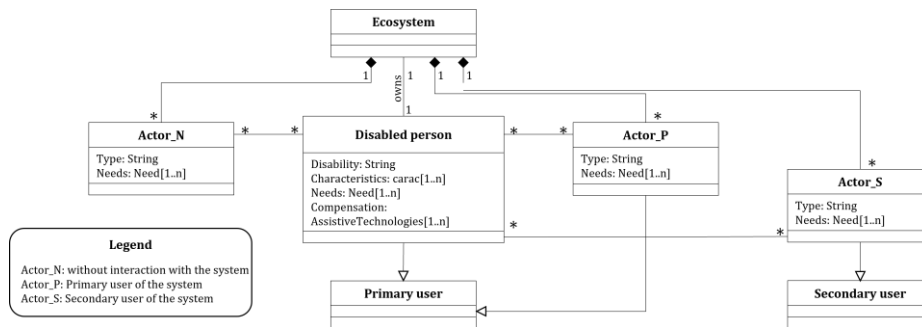 Ecosystem
1
1
1
1
owns
*
1
*
*
Actor_N
Type: String
Needs: Need[1..n]
*
*
Disabled person
Disability: String
Characteristics: carac[1..n]
Needs: Need[1..n]
Compensation:
AssistiveTechnologies[1..n]
*
*
Actor_P
Type: String
Needs: Need[1..n]
Actor_S
Type: String
Needs: Need[1..n]
*
*
Legend
Actor_N: without interaction with the system
Actor_P: Primary user of the system
Actor_S: Secondary user of the system
Primary user
Secondary user